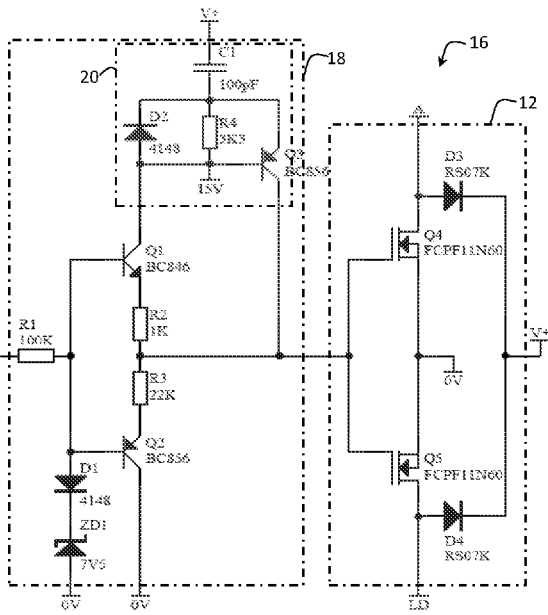 V+
C1
100pF
18
16
20
12
D2
4148
R4
3K3
Q3
BC856
15V
D3
RS07K
Q1
BC846
Q4
FCPF11N60
R2
1K
R1
100K
V+
0V
R3
22K
Q2
BC856
Q5
FCPF11N60
D1
4148
ZD1
7V5
D4
RS07K
0V
0V
LD